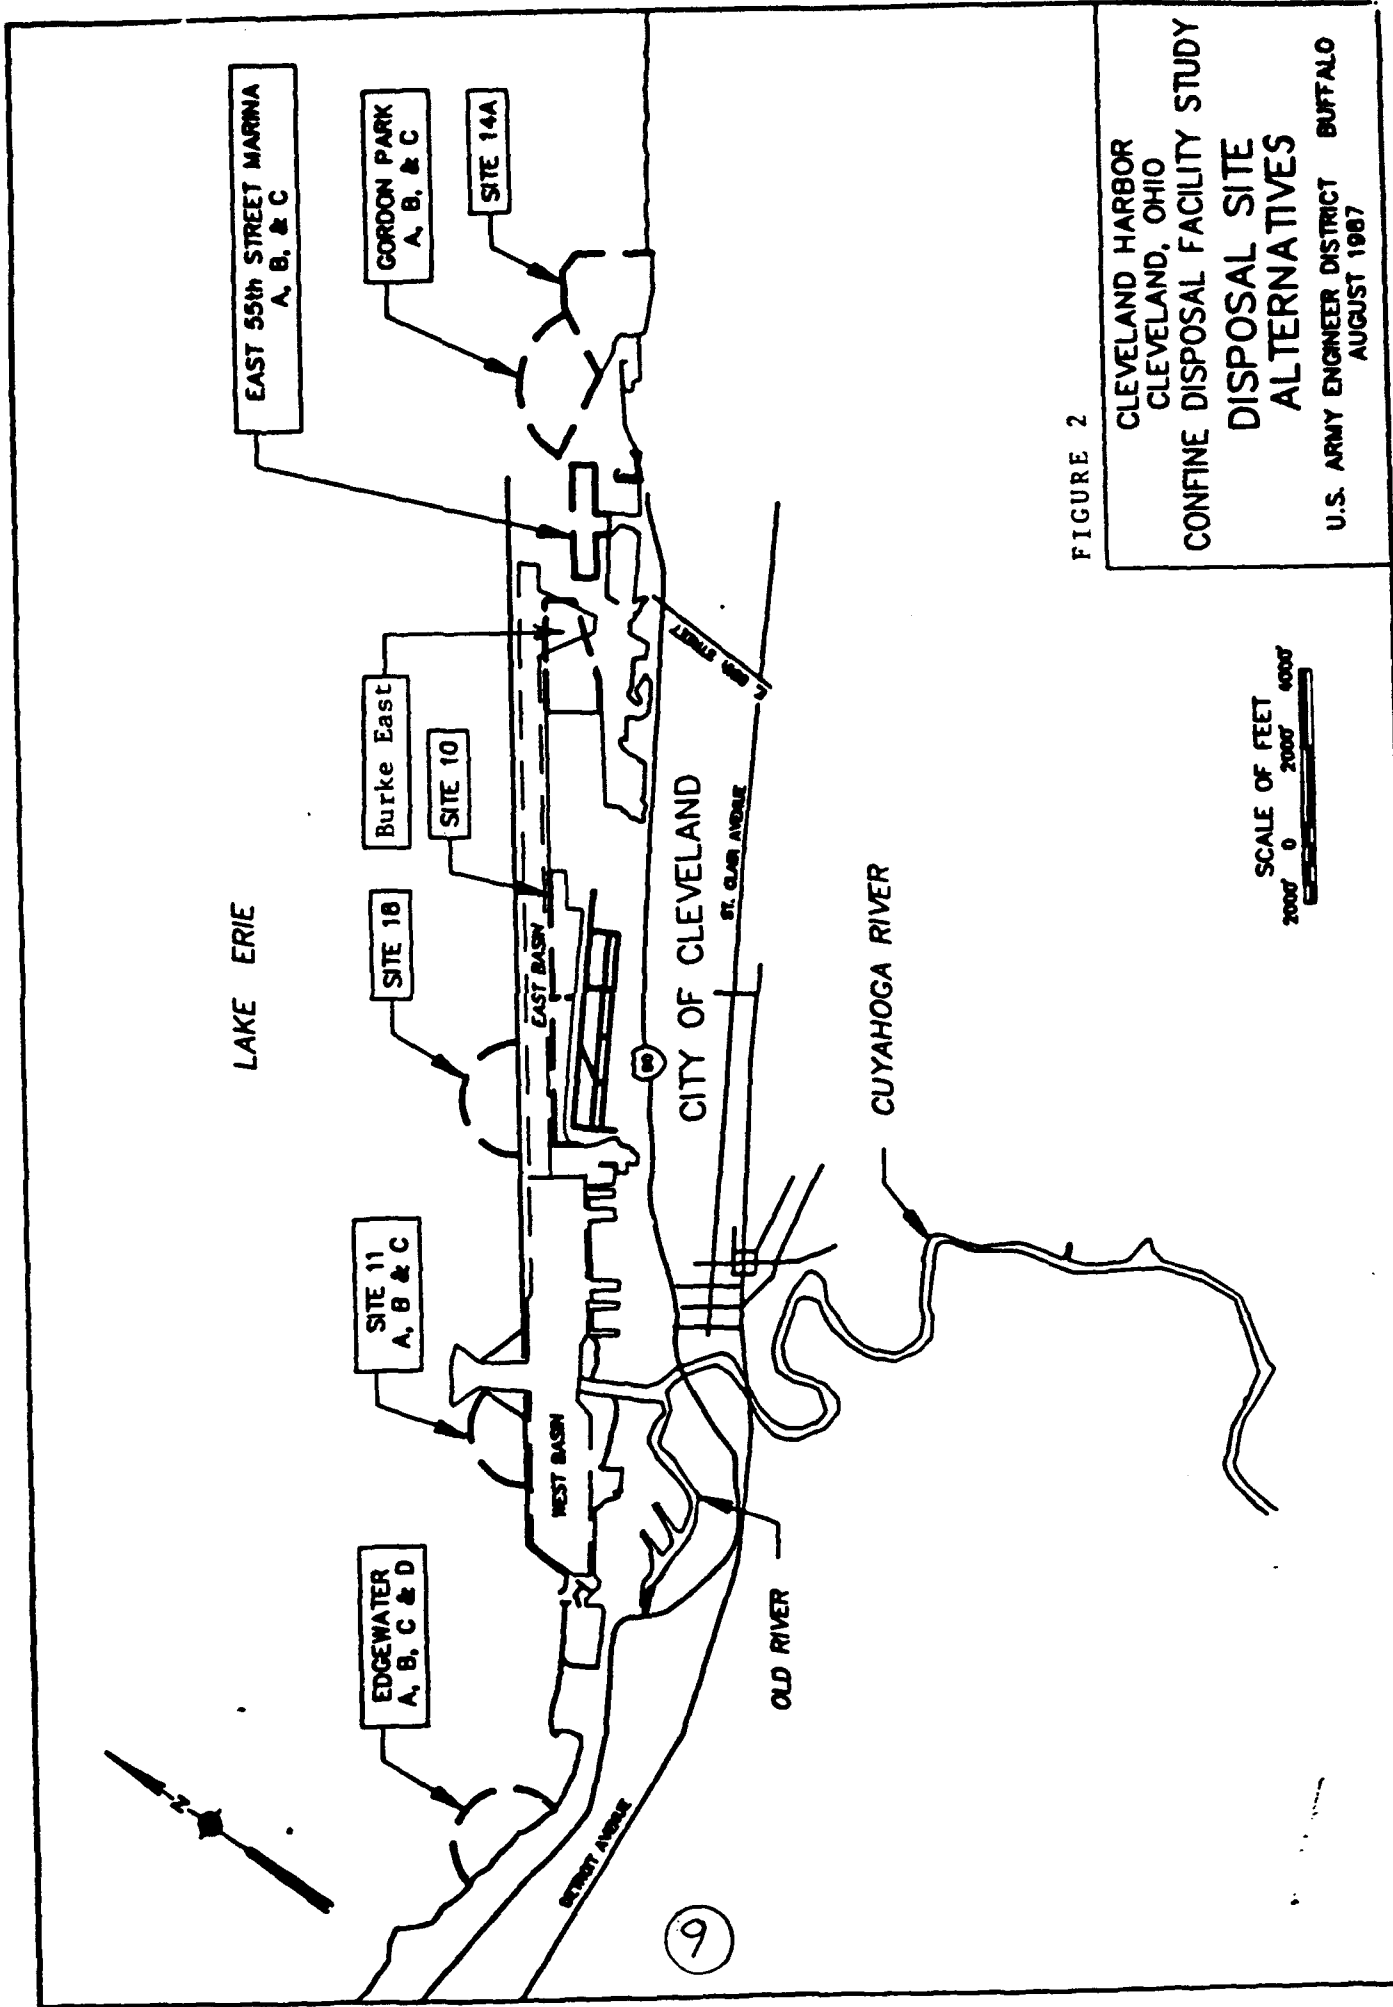 LAKE ERIE
EDGEWATER
A, B, C & D
SITE 11
A, B & C
SITE 18
Burke East
SITE 10
EAST 55th STREET MARINA
A, B, & C
GORDON PARK
A, B, & C
SITE 14A
N
WEST BASIN
EAST BASIN
90
CITY OF CLEVELAND
ST. CLAIR AVENUE
E. 55th STREET
DETROIT AVENUE
OLD RIVER
CUYAHOGA RIVER
9
SCALE OF FEET
2000' 0 2000' 4000'
FIGURE 2
CLEVELAND HARBOR
CLEVELAND, OHIO
CONFINE DISPOSAL FACILITY STUDY
DISPOSAL SITE
ALTERNATIVES
U.S. ARMY ENGINEER DISTRICT BUFFALO
AUGUST 1987